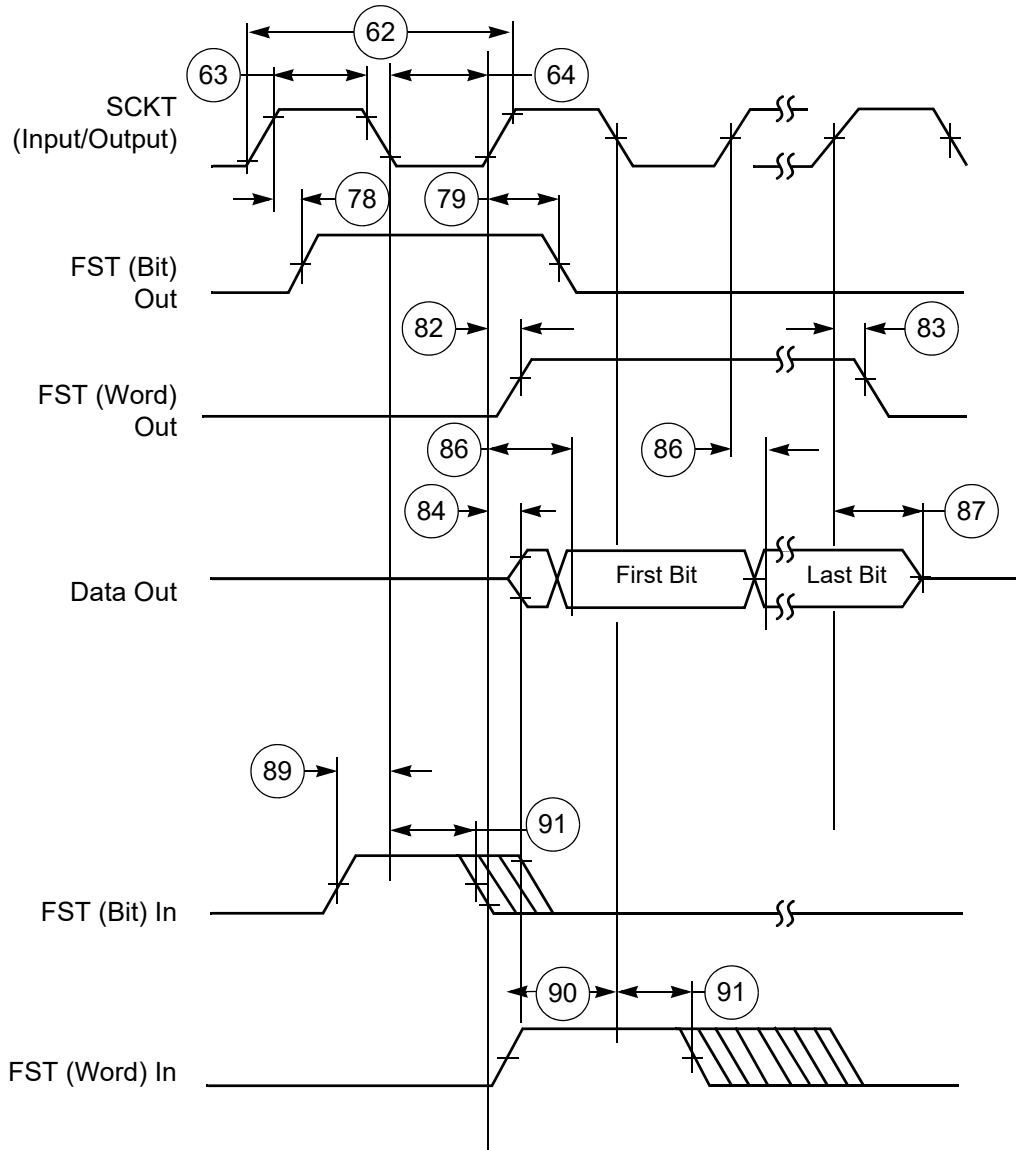 62
63
64
SCKT
(Input/Output)
78
79
FST (Bit)
Out
82
83
FST (Word)
Out
86
86
84
87
First Bit
Last Bit
Data Out
89
91
FST (Bit) In
90
91
FST (Word) In